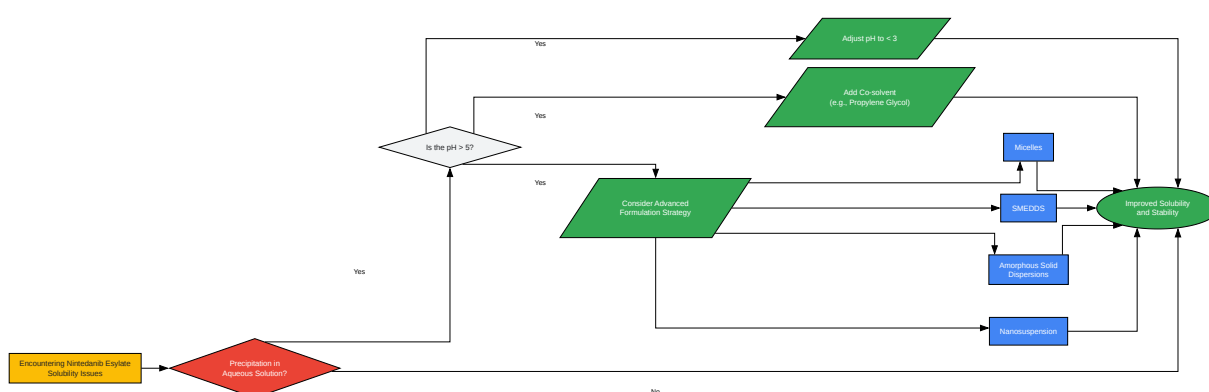 Yes
Adjust pH to < 3
Add Co-solvent
(e.g., Propylene Glycol)
Yes
Is the pH > 5?
Micelles
Yes
Consider Advanced
Formulation Strategy
SMEDDS
Improved Solubility
and Stability
Yes
Amorphous Solid
Dispersions
Nanosuspension
Encountering Nintedanib Esylate
Solubility Issues
Precipitation in
Aqueous Solution?
No